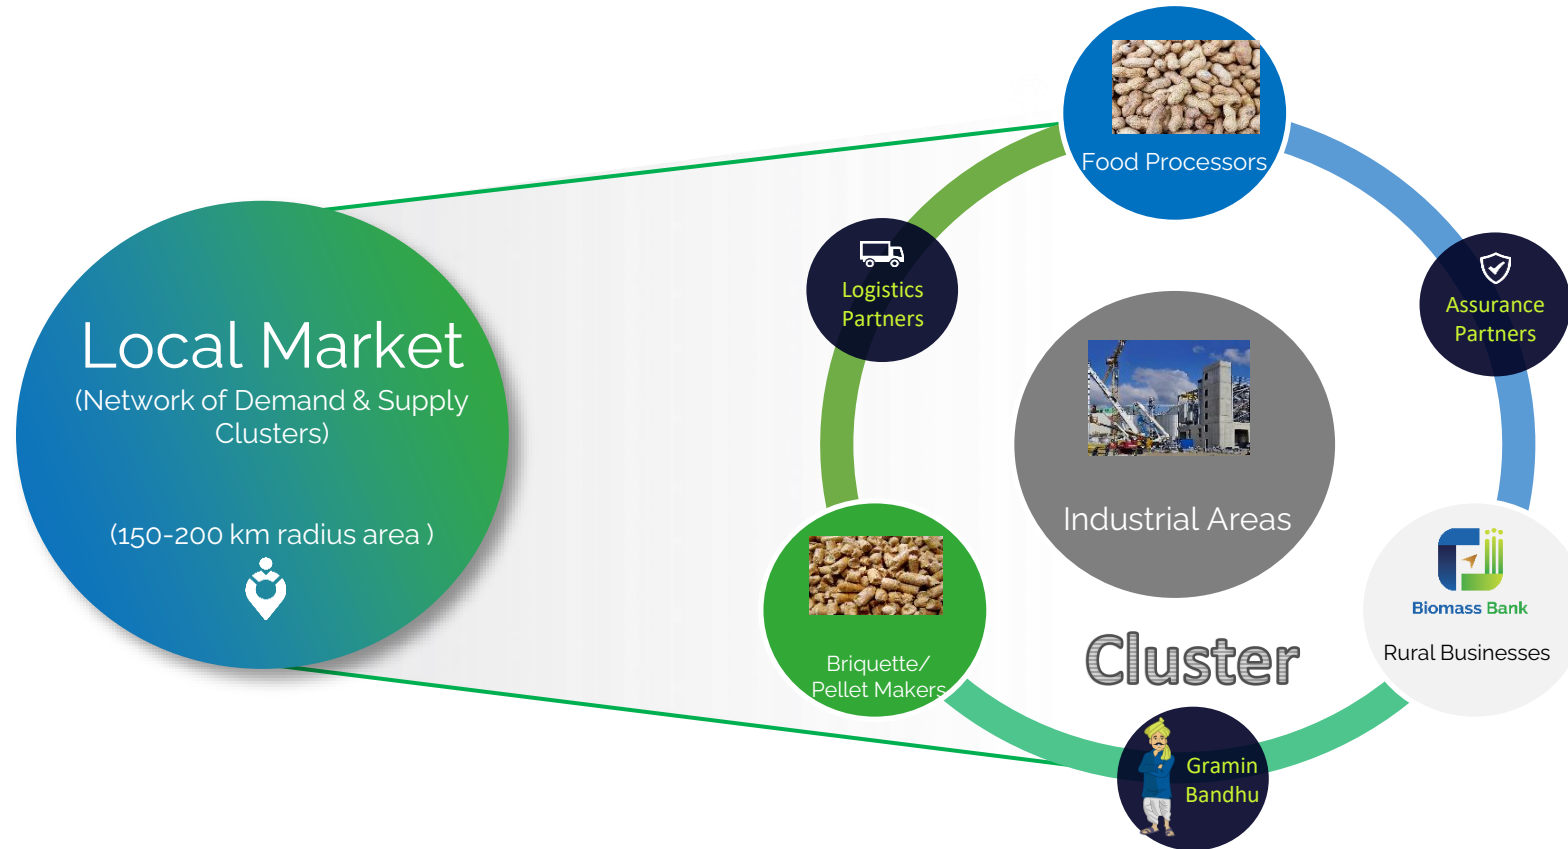 Local Market
(Network of Demand & Supply
Clusters)
(150-200 km radius area )
Food Processors
Logistics
Partners
Assurance
Partners
Industrial Areas
Briquette/
Pellet Makers
Biomass Bank
Rural Businesses
Cluster
Gramin
Bandhu